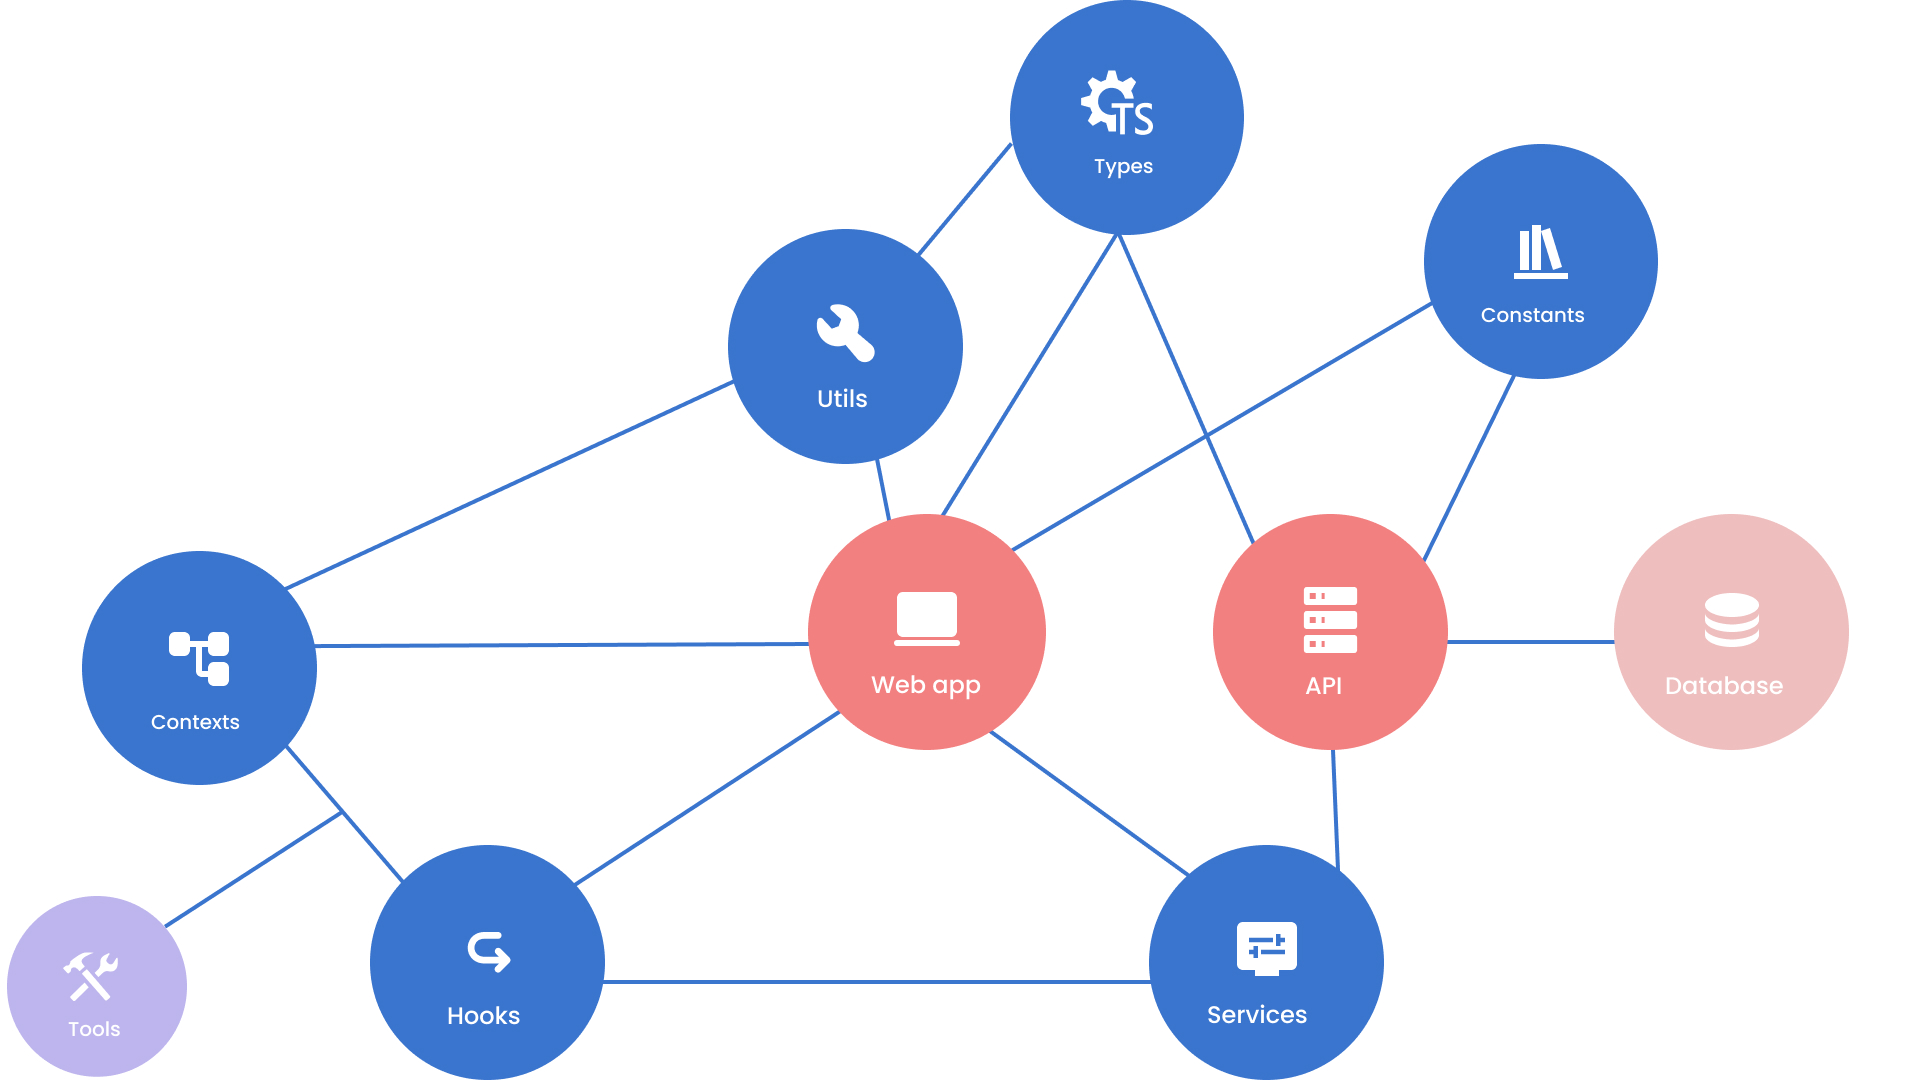 TS
Types
Constants
Utils
Web app
API
Database
Contexts
Tools
Hooks
Services